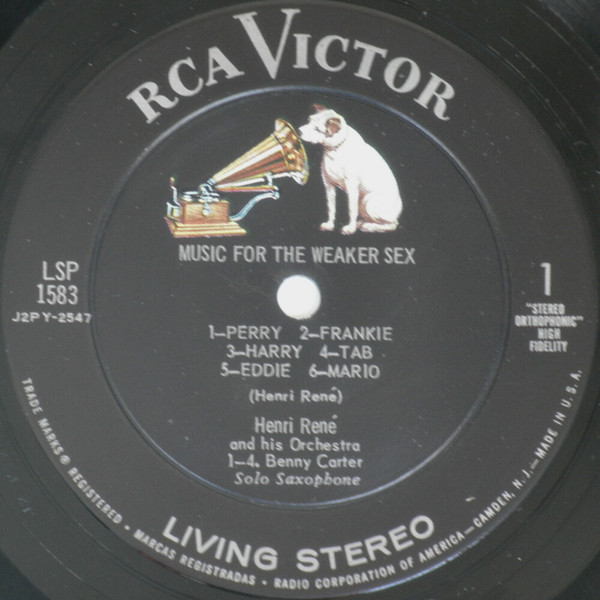 RCA VICTOR
MUSIC FOR THE WEAKER SEX
LSP
1583
J2PY-2547
1
"STEREO
ORTHOPHONIC"
HIGH
FIDELITY
1—PERRY 2—FRANKIE
3—HARRY 4—TAB
5—EDDIE 6—MARIO
(Henri René)
Henri René
and his Orchestra
1-4. Benny Carter
Solo Saxophone
LIVING STEREO
TRADE MARKS ® REGISTERED • MARCAS REGISTRADAS • RADIO CORPORATION OF AMERICA—CAMDEN, N. J.—MADE IN U.S.A.